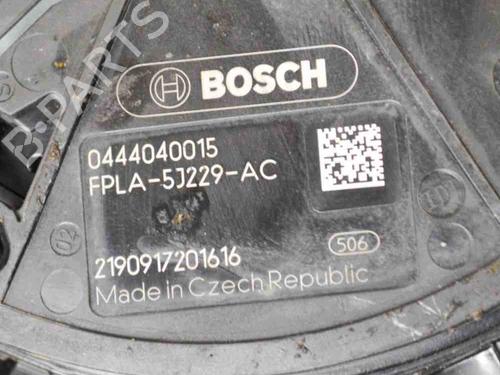 BOSCH
0444040015
FPLA-5J229-AC
2190917201616
506
Made in Czech Republic
B-PARTS